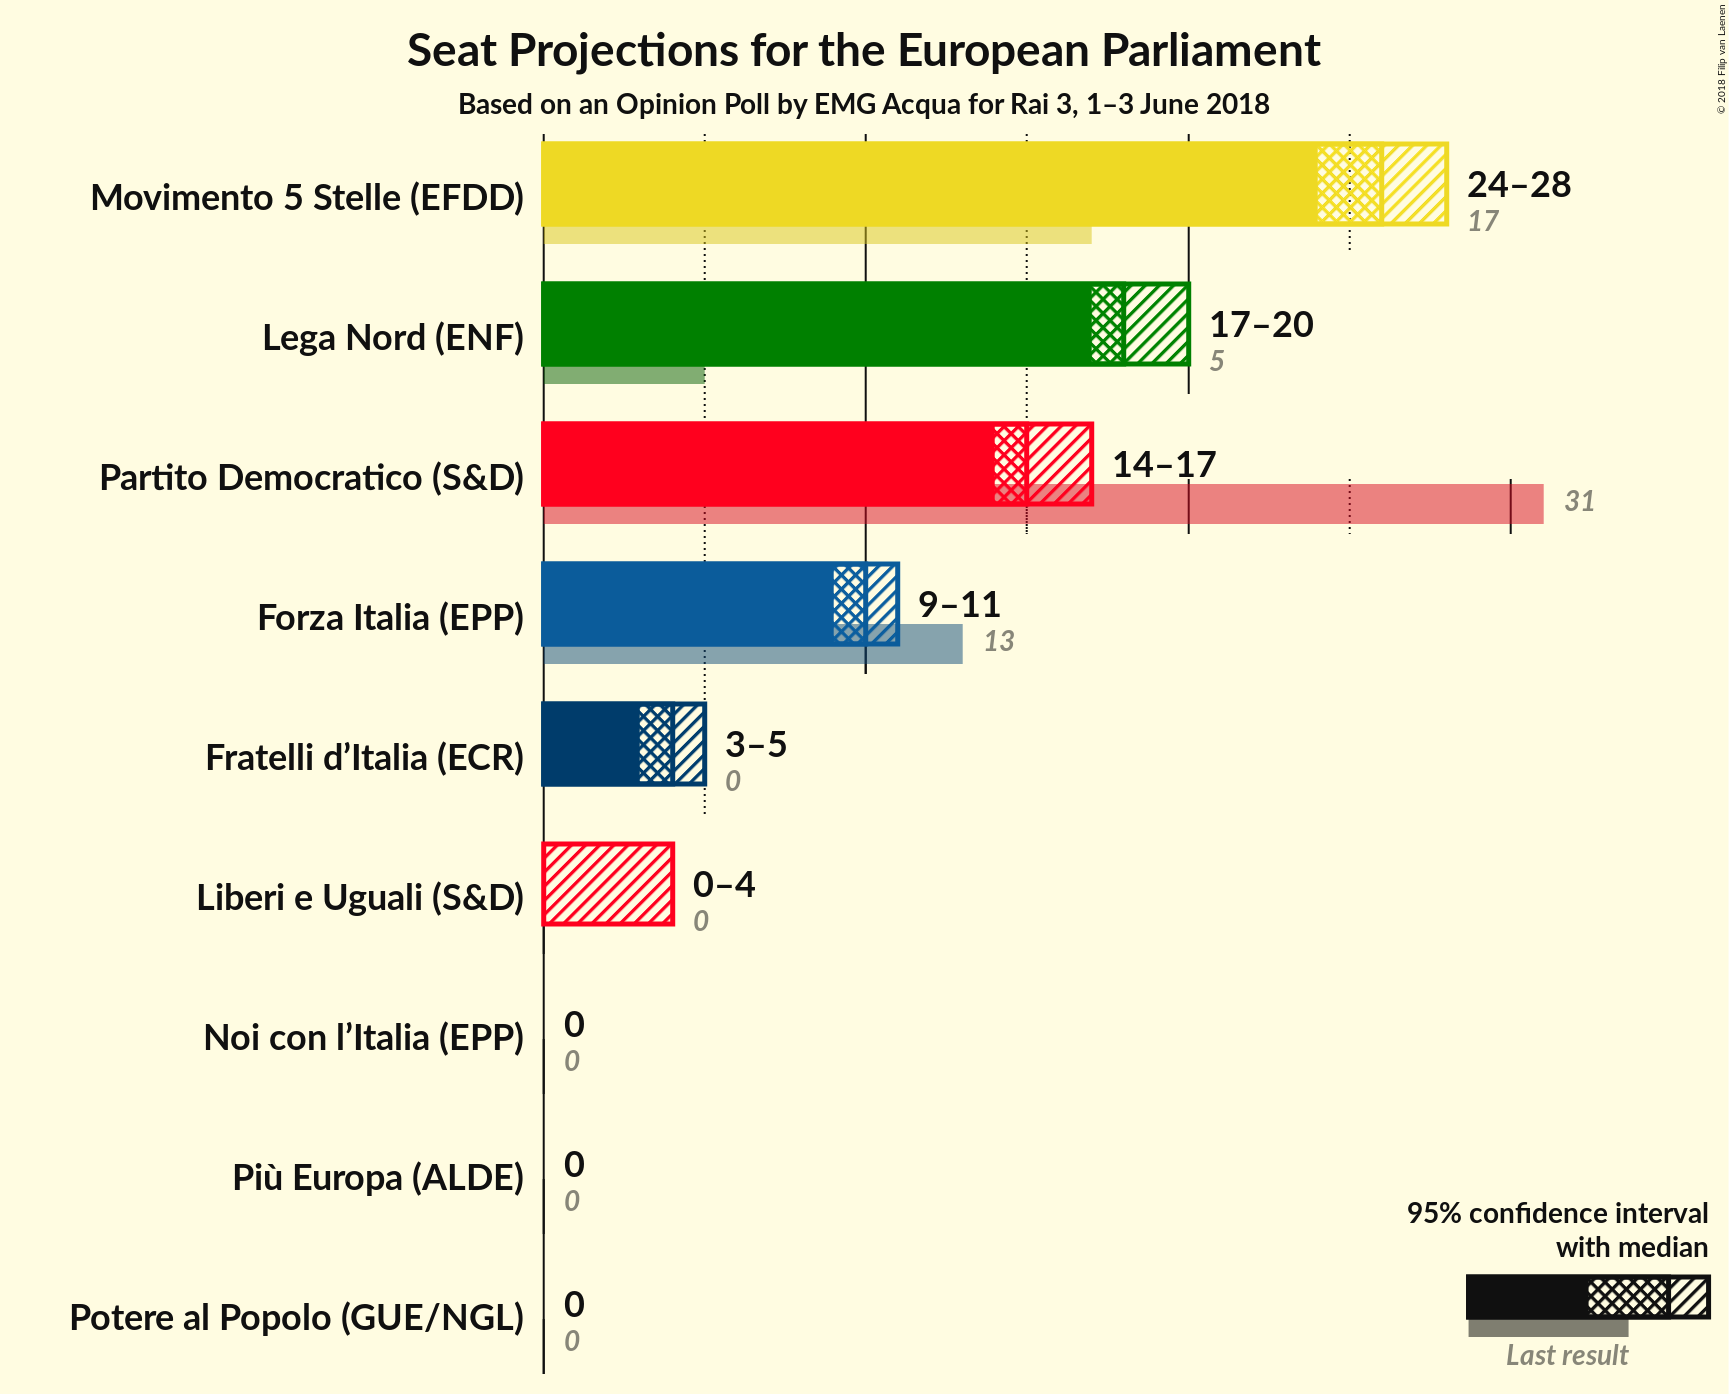 Seat Projections for the European Parliament
Based on an Opinion Poll by EMG Acqua for Rai 3, 1–3 June 2018
© 2018 Filip van Laenen
Movimento 5 Stelle (EFDD)
24–28
17
Lega Nord (ENF)
17–20
5
Partito Democratico (S&D)
14–17
31
Forza Italia (EPP)
9–11
13
Fratelli d’Italia (ECR)
3–5
0
Liberi e Uguali (S&D)
0–4
0
Noi con l’Italia (EPP)
0
0
Più Europa (ALDE)
0
0
Potere al Popolo (GUE/NGL)
0
0
95% confidence interval
with median
Last result